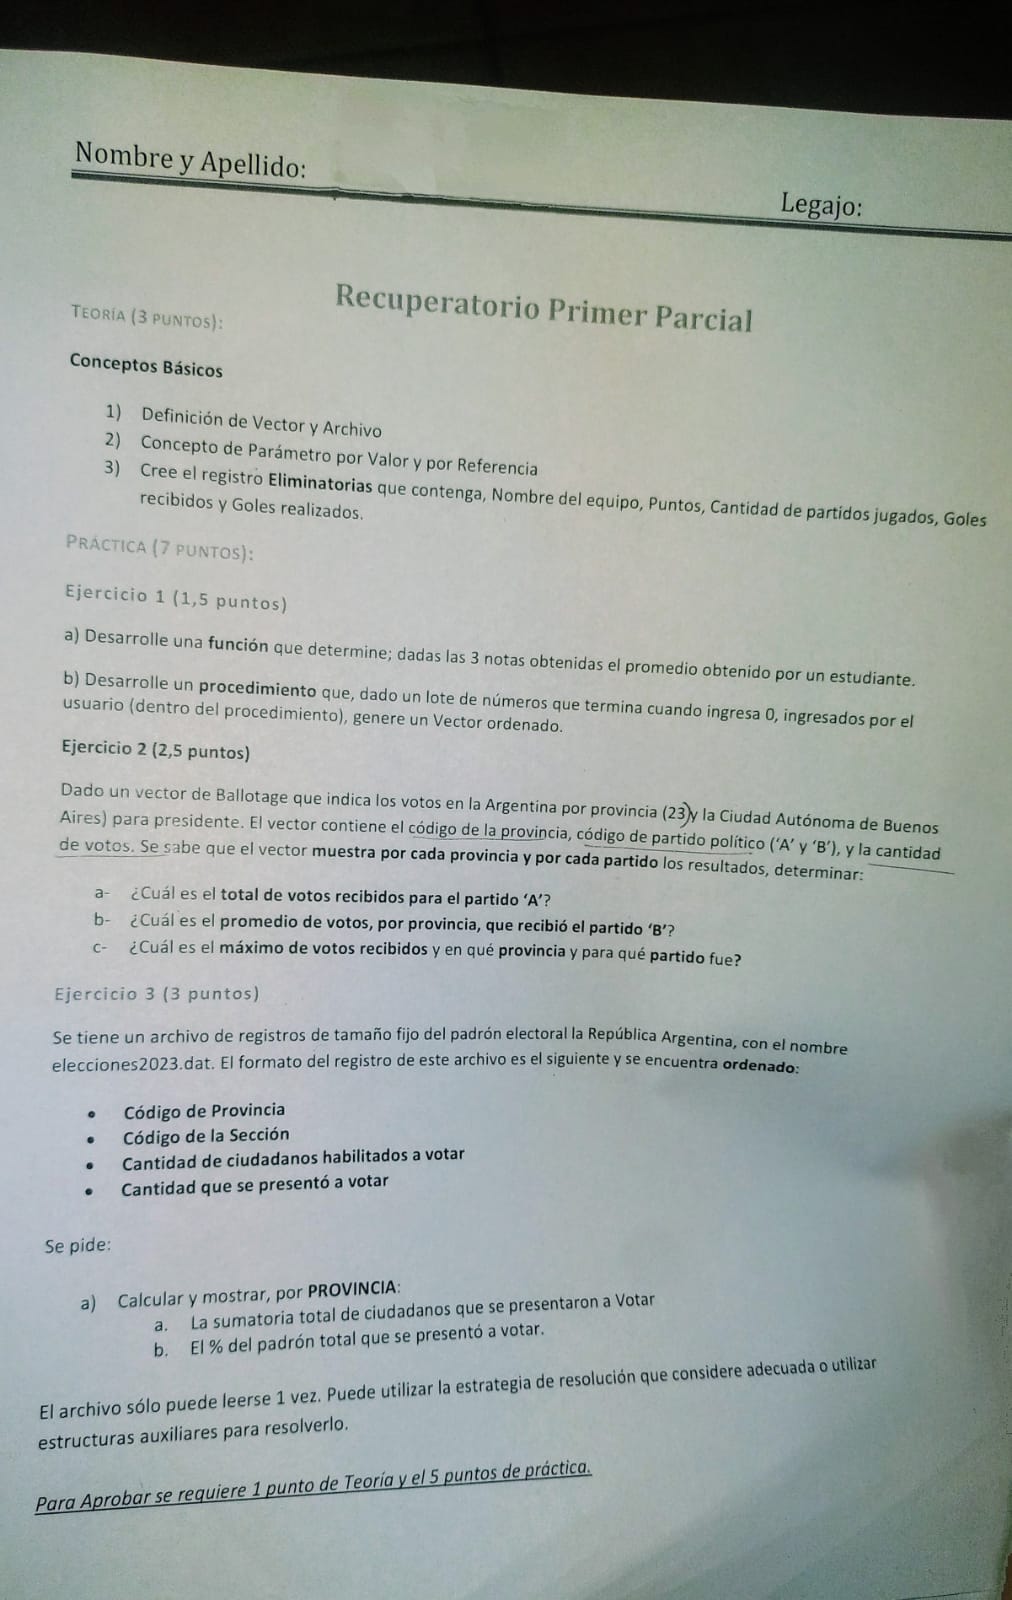 Nombre y Apellido:
Legajo:
Recuperatorio Primer Parcial
TEORÍA (3 PUNTOS):
Conceptos Básicos
1) Definición de Vector y Archivo
2) Concepto de Parámetro por Valor y por Referencia
3) Cree el registro Eliminatorias que contenga, Nombre del equipo, Puntos, Cantidad de partidos jugados, Goles
recibidos y Goles realizados.
PRÁCTICA (7 PUNTOS):
Ejercicio 1 (1,5 puntos)
a) Desarrolle una función que determine; dadas las 3 notas obtenidas el promedio obtenido por un estudiante.
b) Desarrolle un procedimiento que, dado un lote de números que termina cuando ingresa 0, ingresados por el
usuario (dentro del procedimiento), genere un Vector ordenado.
Ejercicio 2 (2,5 puntos)
Dado un vector de Ballotage que indica los votos en la Argentina por provincia (23)y la Ciudad Autónoma de Buenos
Aires) para presidente. El vector contiene el código de la provincia, código de partido político (‘A’ y ‘B’), y la cantidad
de votos. Se sabe que el vector muestra por cada provincia y por cada partido los resultados, determinar:
a- ¿Cuál es el total de votos recibidos para el partido ‘A’?
b- ¿Cuál es el promedio de votos, por provincia, que recibió el partido ‘B’?
c- ¿Cuál es el máximo de votos recibidos y en qué provincia y para qué partido fue?
Ejercicio 3 (3 puntos)
Se tiene un archivo de registros de tamaño fijo del padrón electoral la República Argentina, con el nombre
elecciones2023.dat. El formato del registro de este archivo es el siguiente y se encuentra ordenado:
• Código de Provincia
• Código de la Sección
• Cantidad de ciudadanos habilitados a votar
• Cantidad que se presentó a votar
Se pide:
a) Calcular y mostrar, por PROVINCIA:
a. La sumatoria total de ciudadanos que se presentaron a Votar
b. El % del padrón total que se presentó a votar.
El archivo sólo puede leerse 1 vez. Puede utilizar la estrategia de resolución que considere adecuada o utilizar
estructuras auxiliares para resolverlo.
Para Aprobar se requiere 1 punto de Teoría y el 5 puntos de práctica.